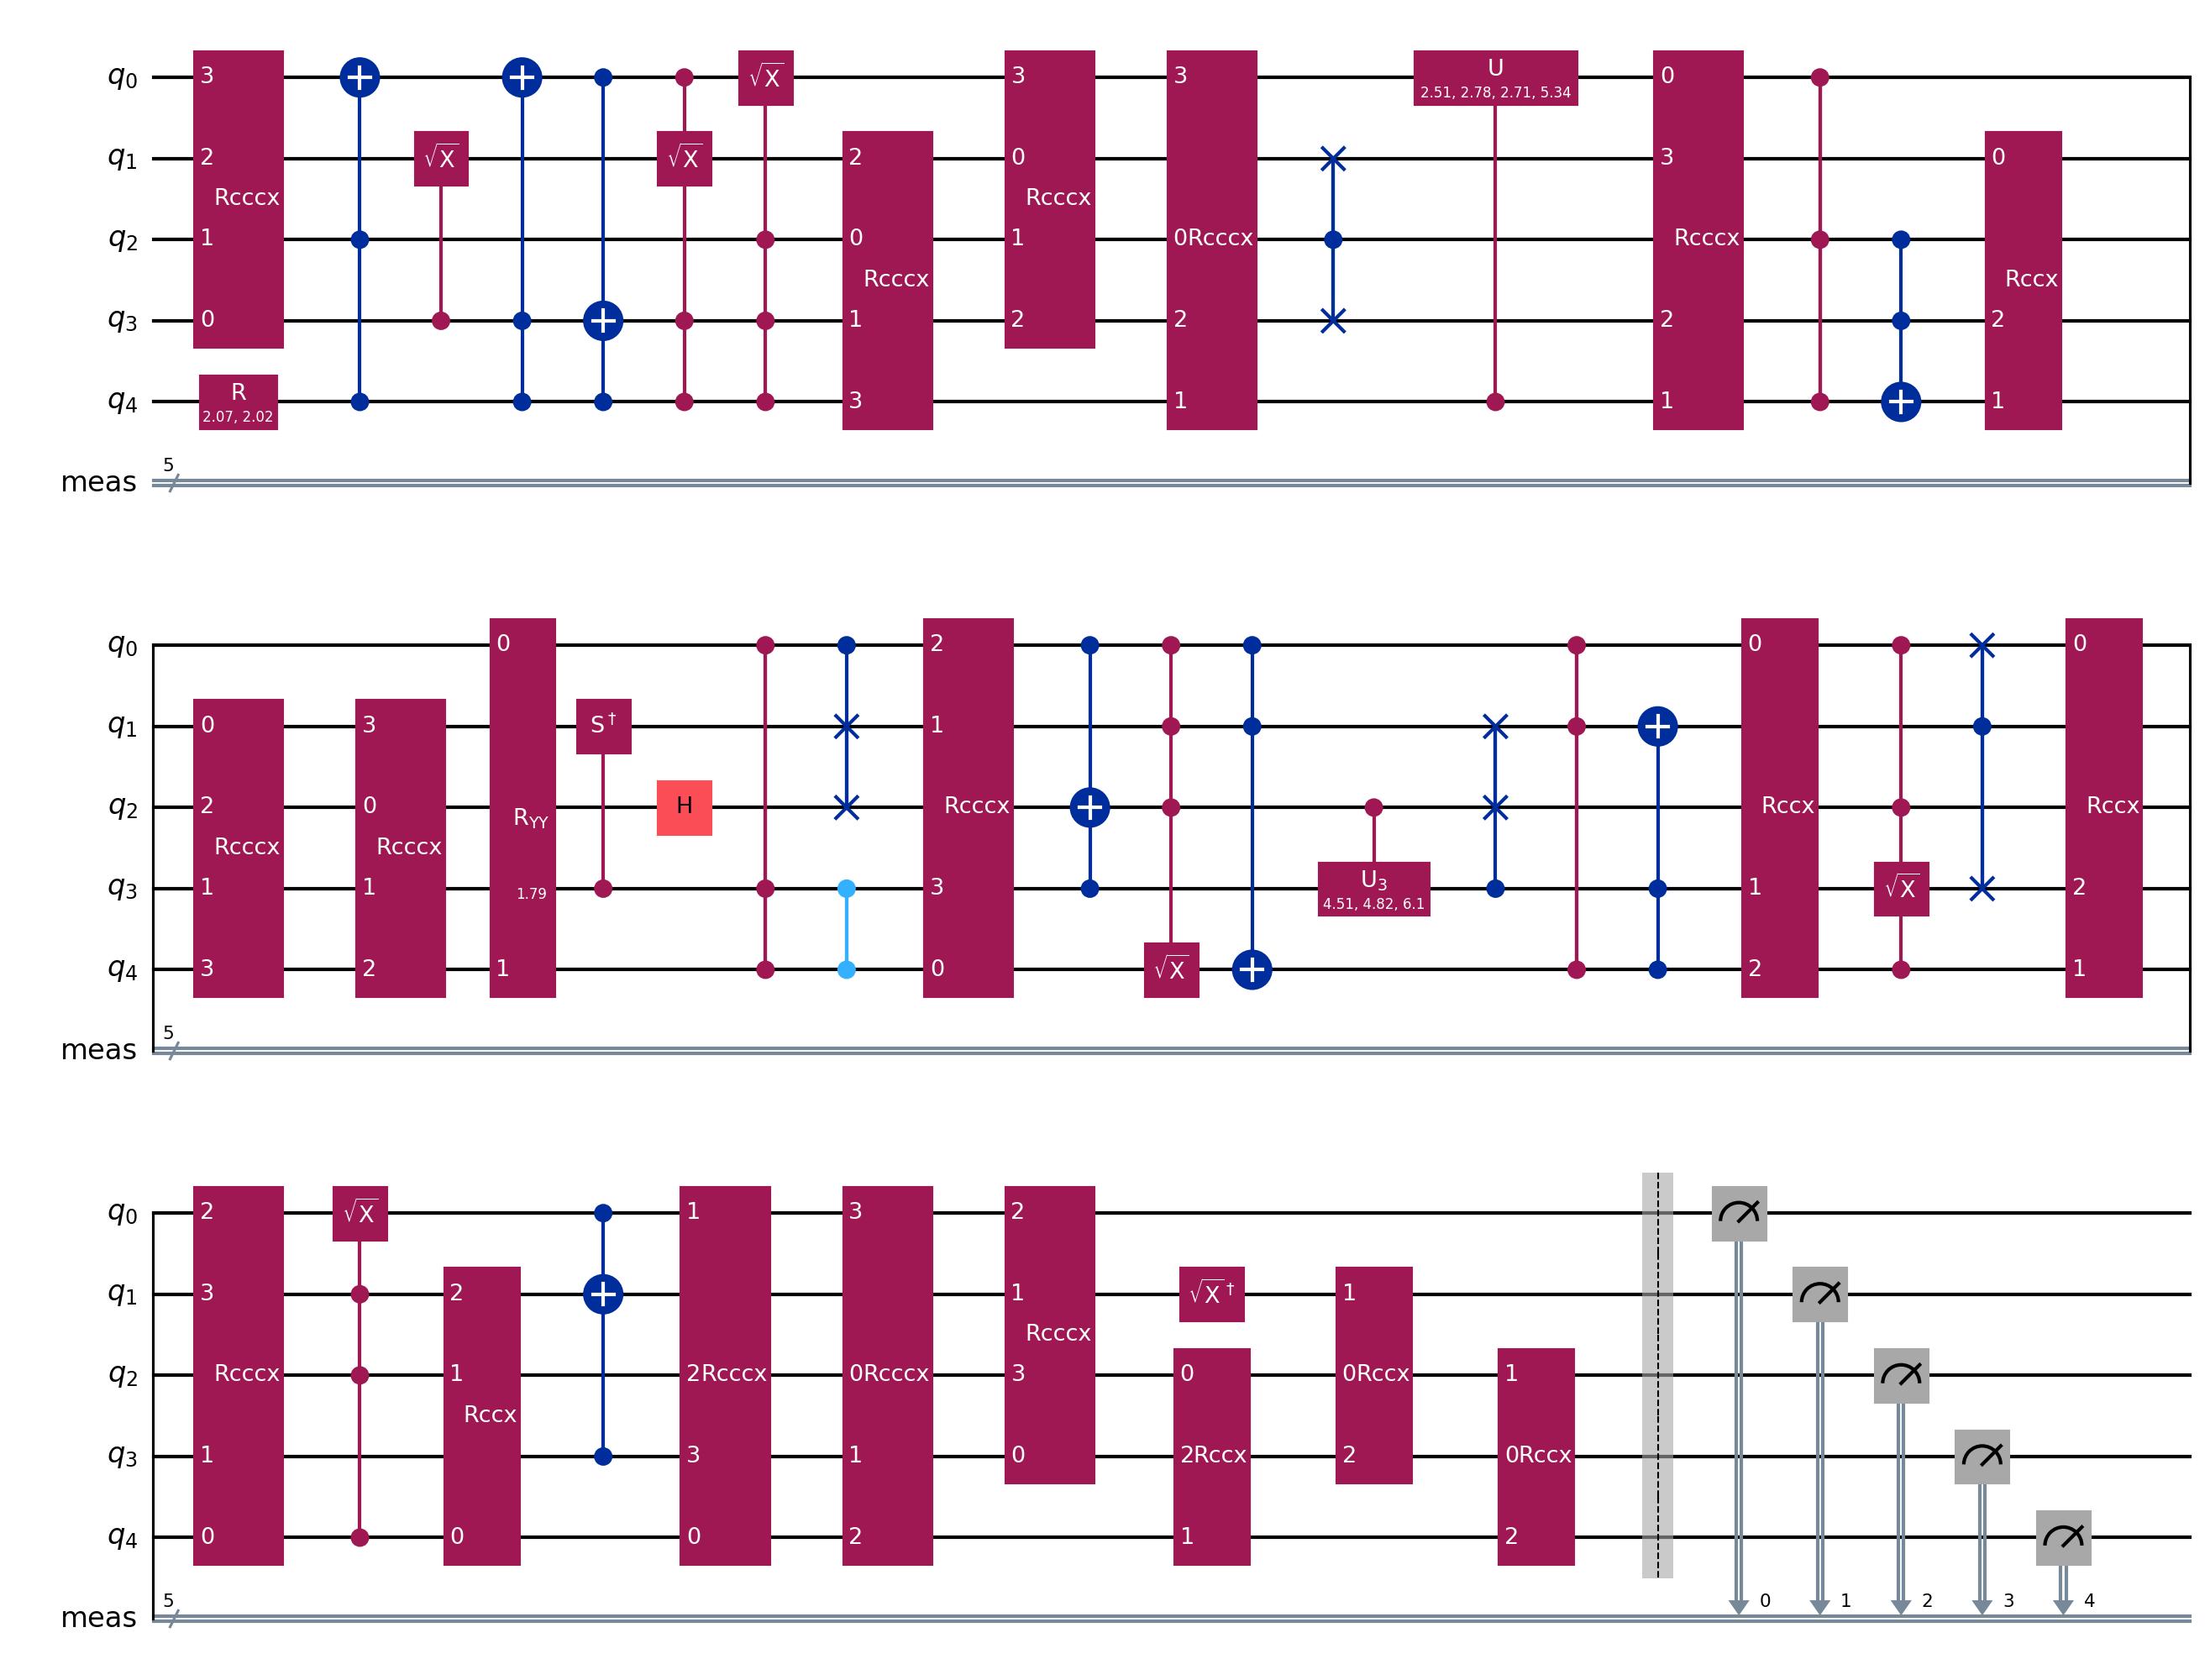 q0 3 √X 3 3 U 0
2.51, 2.78, 2.71, 5.34
q1 2 √X √X 2 0 3 0
Rcccx Rcccx
q2 1 0 1 0Rcccx Rcccx
Rcccx Rccx
q3 0 1 2 2 2 2
q4 R 3 1 1 1
2.07, 2.02
meas 5
q0 0 2 0 0
q1 0 3 S† 1
q2 2 0 RYY H Rcccx Rccx Rccx
Rcccx Rcccx
q3 1 1 1.79 3 U3 1 √X 2
4.51, 4.82, 6.1
q4 3 2 1 0 √X 2 1
meas 5
q0 2 √X 1 3 2
q1 3 2 1 √X† 1
Rcccx
q2 Rcccx 1 2Rcccx 0Rcccx 3 0 0Rccx 1
Rccx
q3 1 3 1 0 2Rccx 2 0Rccx
q4 0 0 0 2 1 2
meas 5 0 1 2 3 4